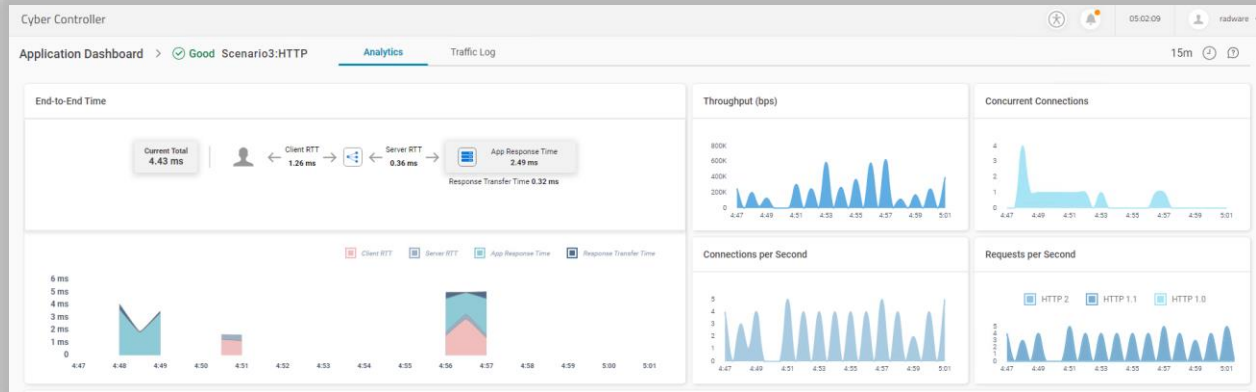 Cyber Controller
05:02:09
radware
Application Dashboard > Good Scenario3:HTTP
Analytics
Traffic Log
15m
End-to-End Time
Current Total
4.43 ms
Client RTT
1.26 ms
Server RTT
0.36 ms
App Response Time
2.49 ms
Response Transfer Time 0.32 ms
Client RTT Server RTT App Response Time Response Transfer Time
6 ms
5 ms
4 ms
3 ms
2 ms
1 ms
0
4:47 4:48 4:49 4:50 4:51 4:52 4:53 4:54 4:55 4:56 4:57 4:58 4:59 5:00 5:01
Throughput (bps)
800K
600K
400K
200K
0
4:47 4:49 4:51 4:53 4:55 4:57 4:59 5:01
Concurrent Connections
4
3
2
1
0
4:47 4:49 4:51 4:53 4:55 4:57 4:59 5:01
Connections per Second
5
4
3
2
1
0
4:47 4:49 4:51 4:53 4:55 4:57 4:59 5:01
Requests per Second
HTTP 2 HTTP 1.1 HTTP 1.0
5
4
3
2
1
0
4:47 4:49 4:51 4:53 4:55 4:57 4:59 5:01